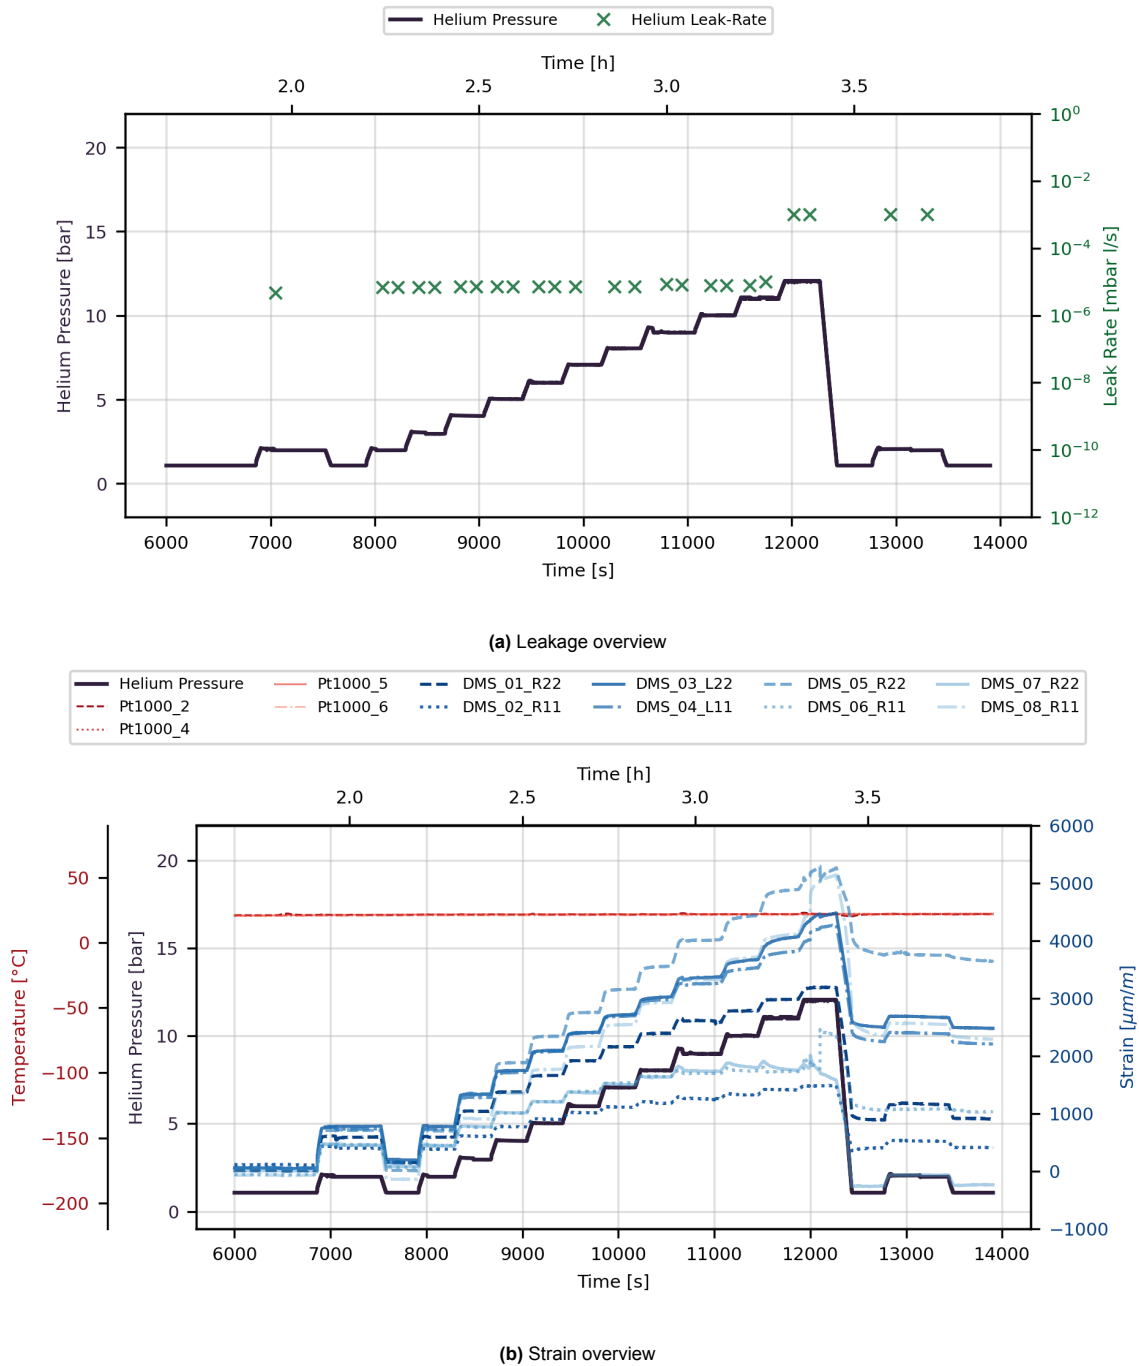 Helium Pressure Helium Leak-Rate
Time [h]
2.0 2.5 3.0 3.5
20
15
10
5
0
Helium Pressure [bar]
10^0
10^-2
10^-4
10^-6
10^-8
10^-10
10^-12
Leak Rate [mbar l/s]
6000 7000 8000 9000 10000 11000 12000 13000 14000
Time [s]
(a) Leakage overview
Helium Pressure Pt1000_5 DMS_01_R22 DMS_03_L22 DMS_05_R22 DMS_07_R22
Pt1000_2 Pt1000_6 DMS_02_R11 DMS_04_L11 DMS_06_R11 DMS_08_R11
Pt1000_4
Time [h]
2.0 2.5 3.0 3.5
50
0
−50
−100
−150
−200
Temperature [°C]
20
15
10
5
0
Helium Pressure [bar]
6000
5000
4000
3000
2000
1000
0
−1000
Strain [μm/m]
6000 7000 8000 9000 10000 11000 12000 13000 14000
Time [s]
(b) Strain overview